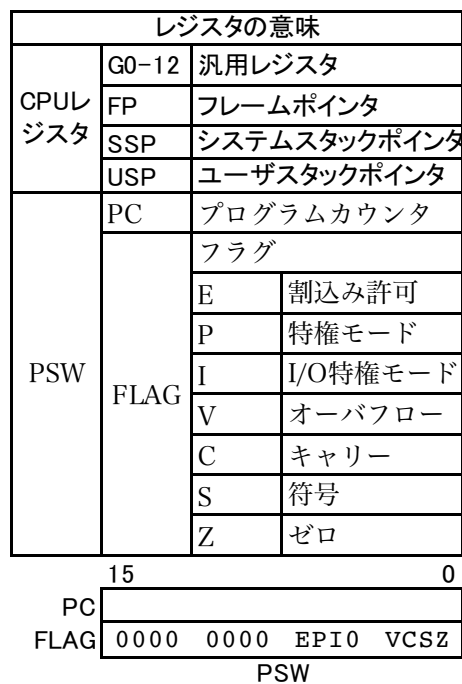 レジスタの意味
CPUレジスタ G0-12 汎用レジスタ
FP フレームポインタ
SSP システムスタックポインタ
USP ユーザスタックポインタ
PSW PC プログラムカウンタ
FLAG フラグ
E 割込み許可
P 特権モード
I I/O特権モード
V オーバフロー
C キャリー
S 符号
Z ゼロ
15 0
PC
FLAG 0000 0000 EPI0 VCSZ
PSW